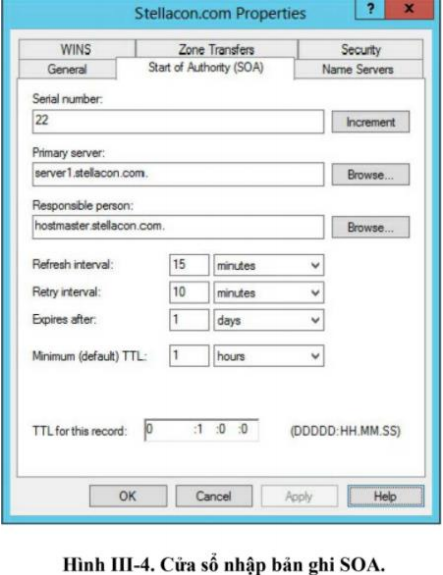 Stellacon.com Properties
? x
WINS Zone Transfers Security
General Start of Authority (SOA) Name Servers
Serial number:
22 Increment
Primary server:
server1.stellacon.com. Browse...
Responsible person:
hostmaster.stellacon.com. Browse...
Refresh interval: 15 minutes
Retry interval: 10 minutes
Expires after: 1 days
Minimum (default) TTL: 1 hours
TTL for this record: 0 :1 :0 :0 (DDDDD:HH.MM.SS)
OK Cancel Apply Help
Hình III-4. Cửa sổ nhập bản ghi SOA.